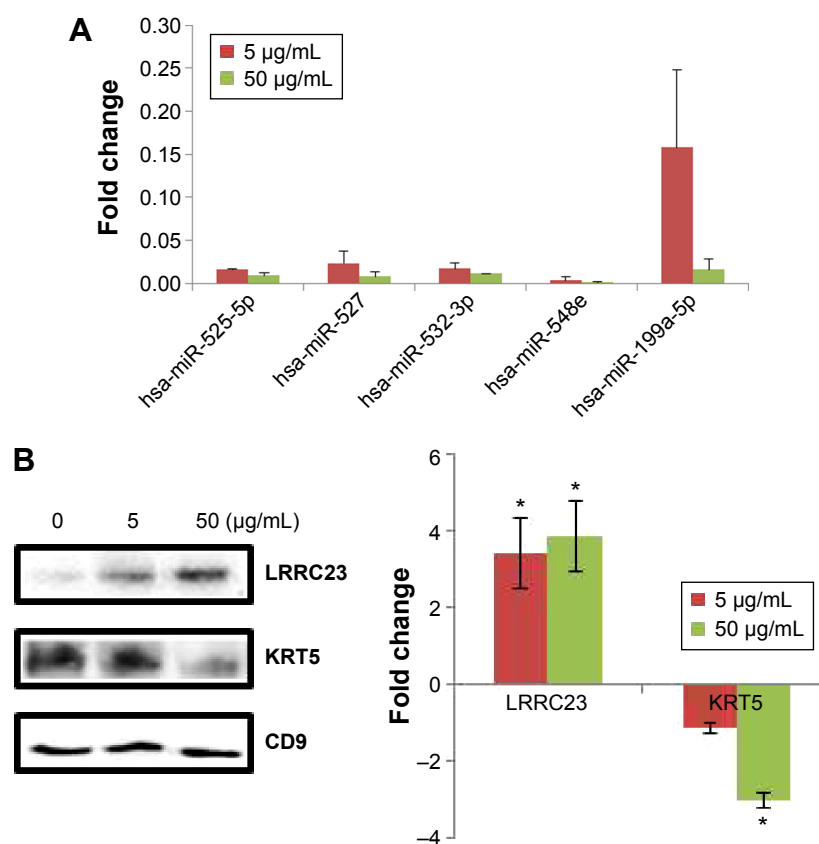 A
5 µg/mL
50 µg/mL
Fold change
0.30
0.25
0.20
0.15
0.10
0.05
0.00
hsa-miR-525-5p
hsa-miR-527
hsa-miR-532-3p
hsa-miR-548e
hsa-miR-199a-5p
B
0 5 50 (µg/mL)
LRRC23
KRT5
CD9
Fold change
6
4
2
0
–2
–4
* *
LRRC23
KRT5
*
5 µg/mL
50 µg/mL